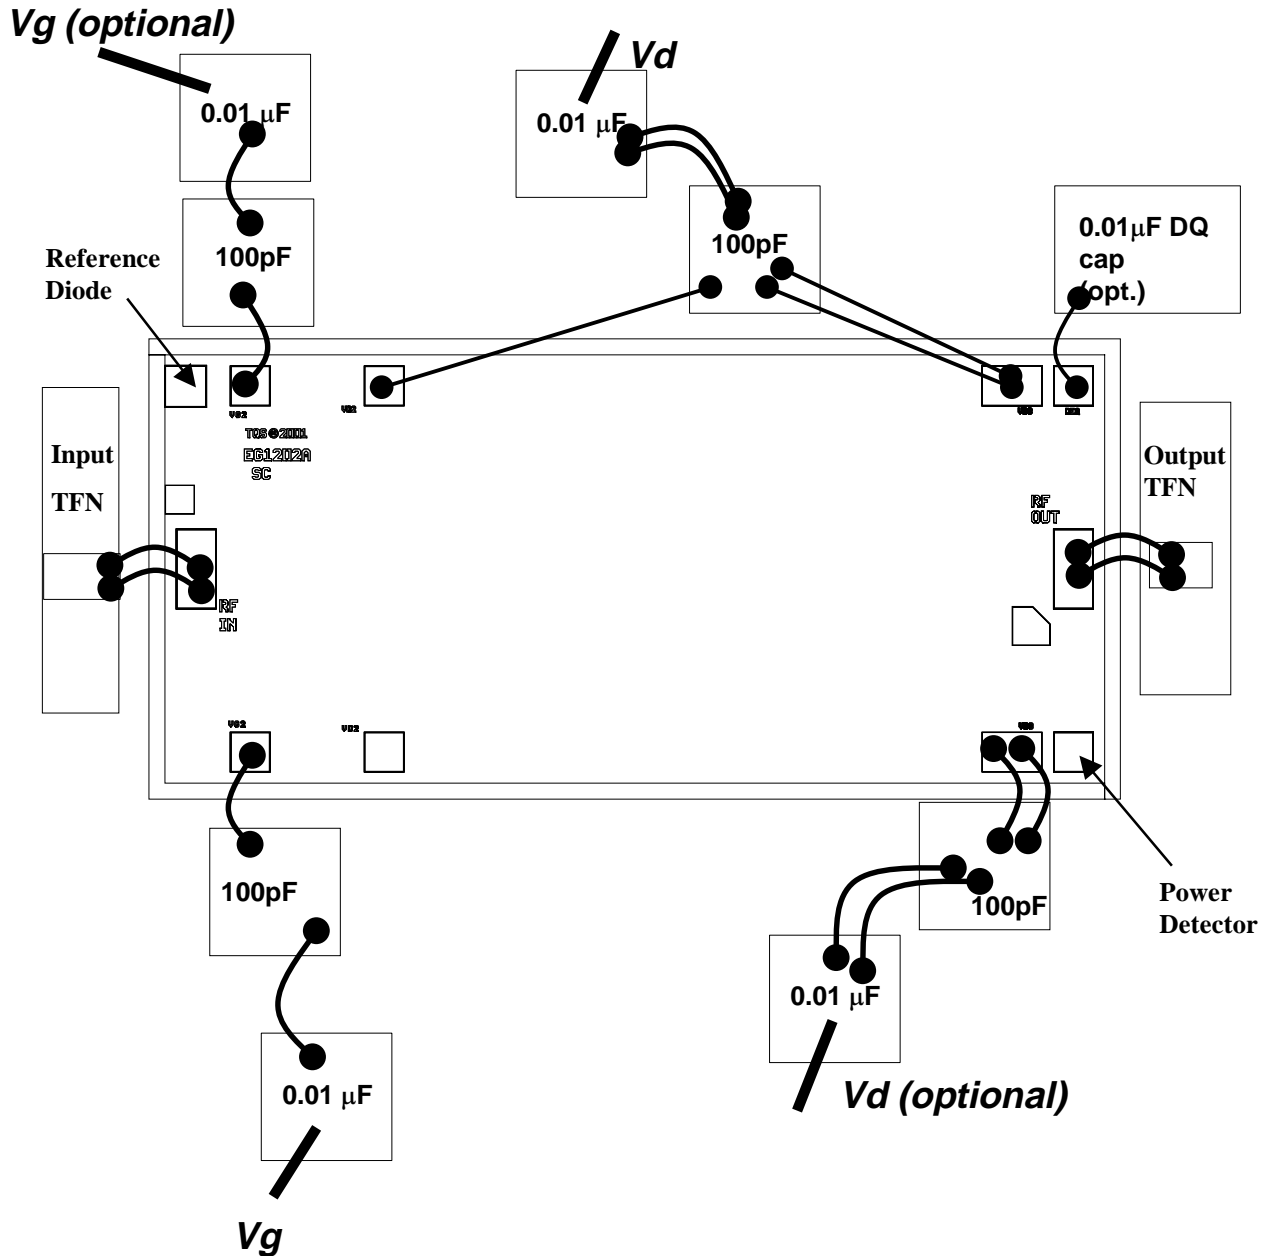 Vg (optional)
Vd
0.01 μF
0.01 μF
0.01μF DQ
cap
(opt.)
100pF
100pF
Reference
Diode
VG2
TQS©2001
EG1202A
SC
Input
TFN
Output
TFN
RF
OUT
RF
IN
VG2
100pF
100pF
Power
Detector
0.01 μF
0.01 μF
Vd (optional)
Vg